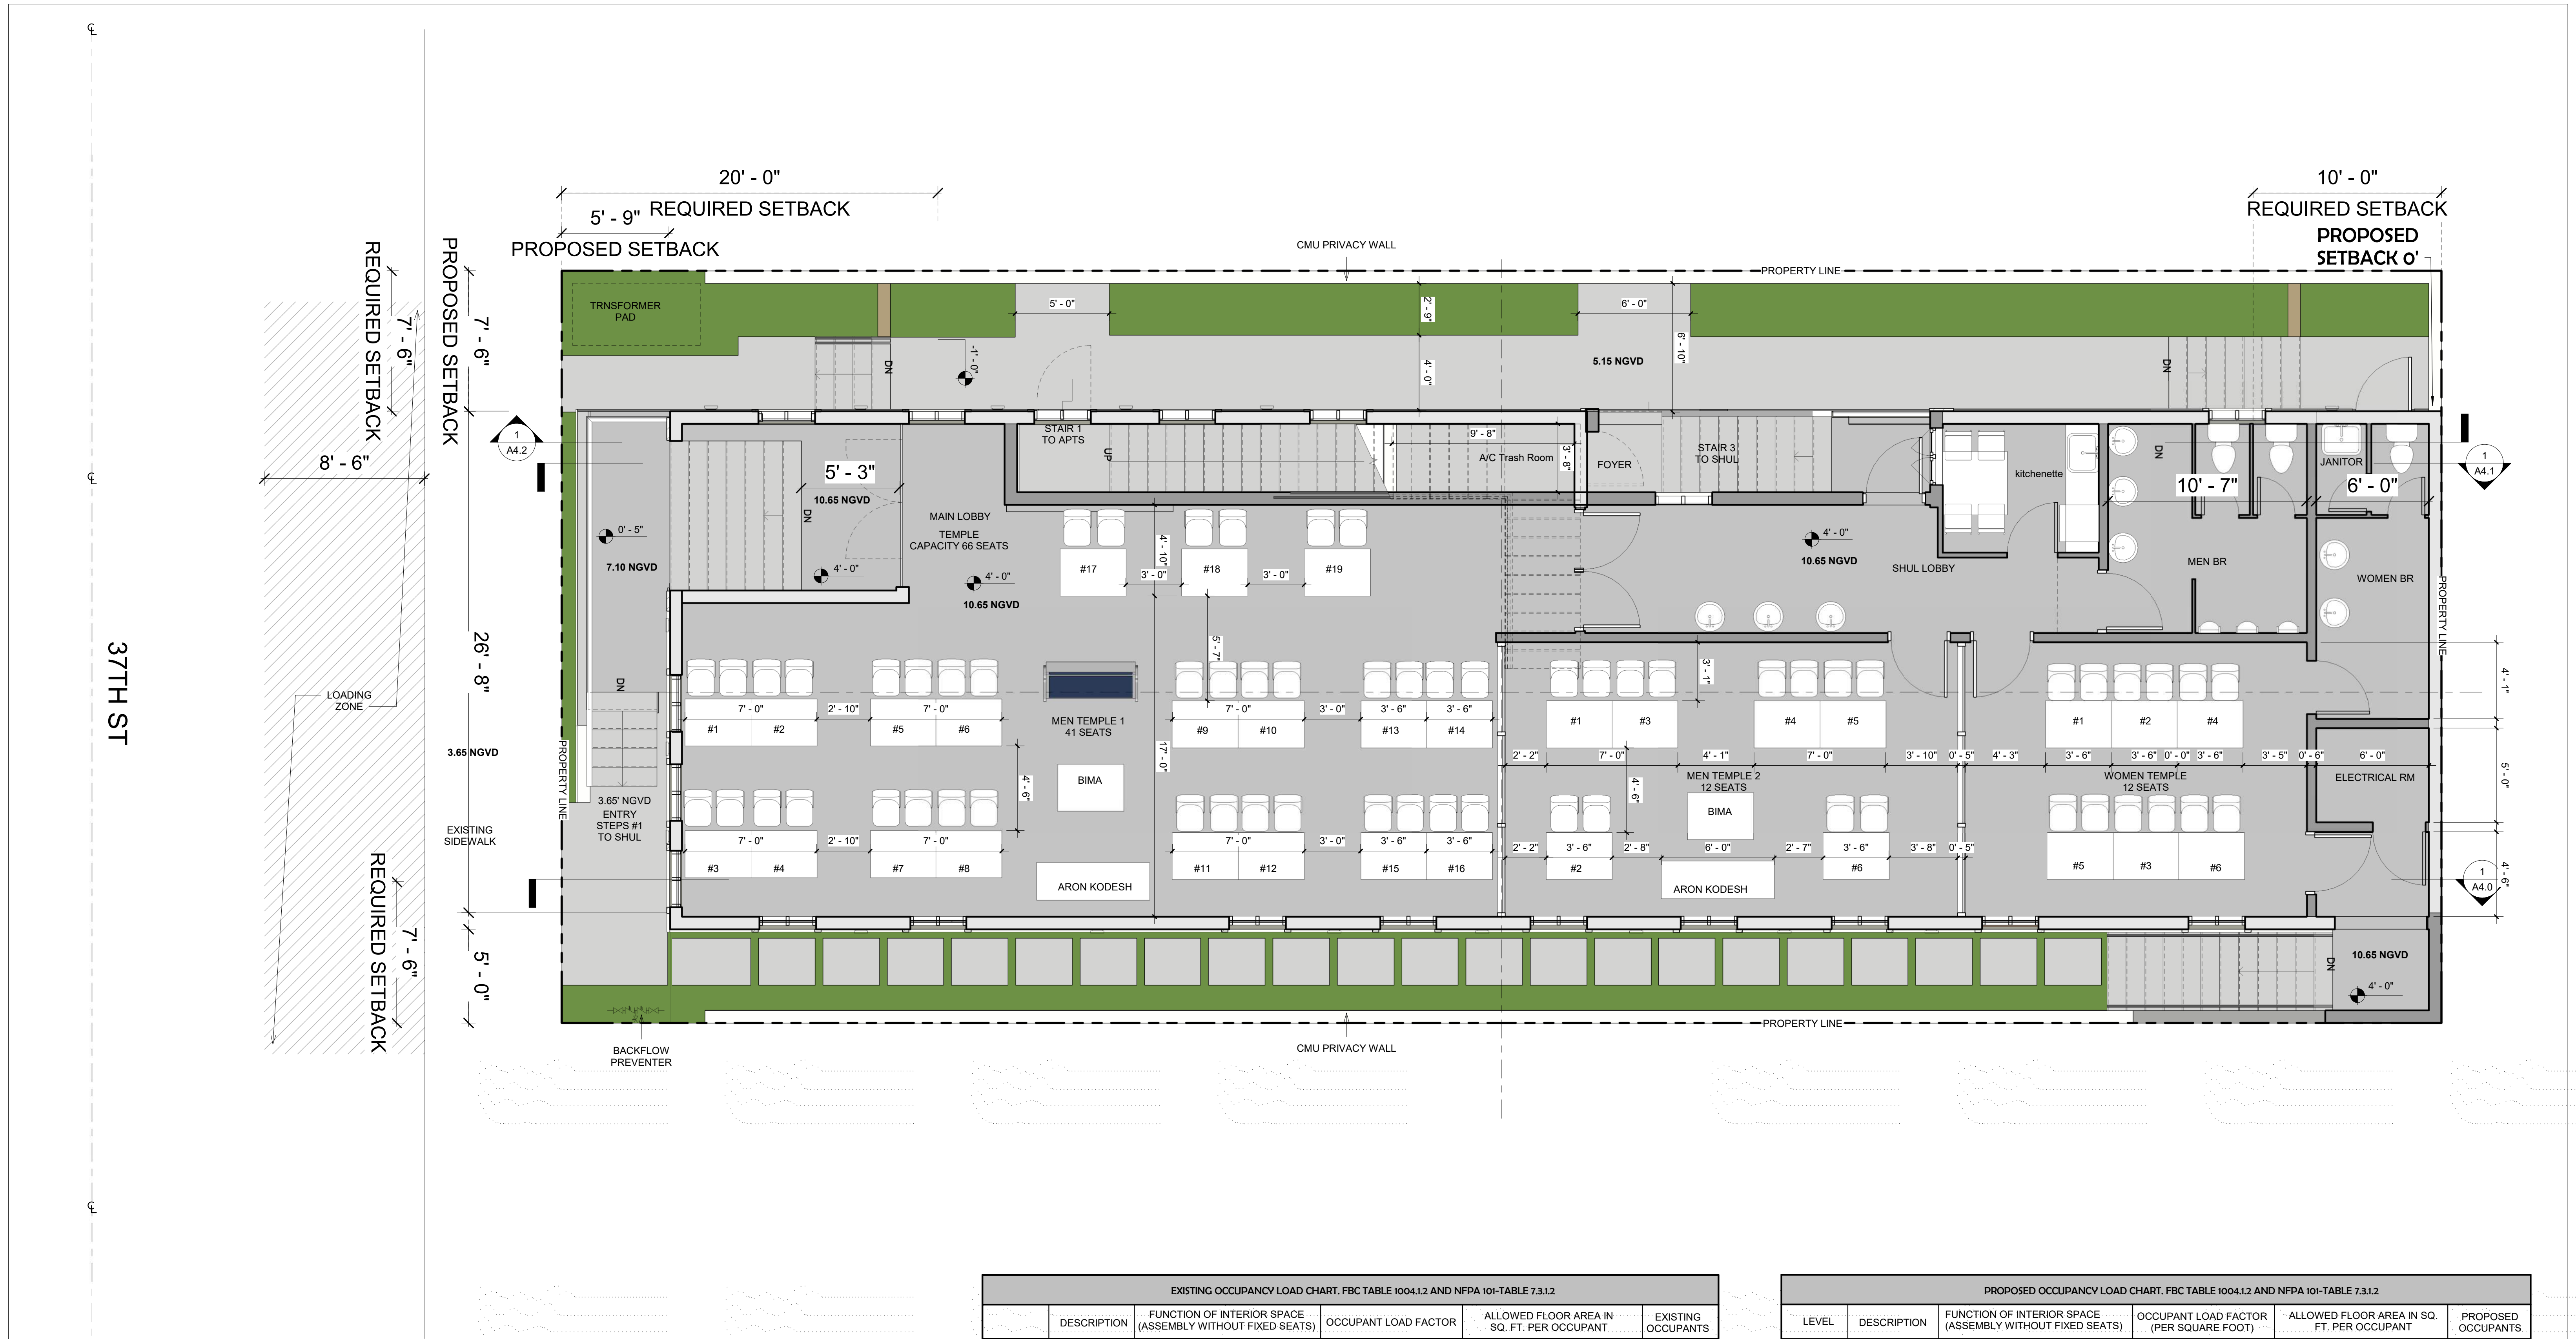 20' - 0"
REQUIRED SETBACK
5' - 9"
PROPOSED SETBACK
10' - 0"
REQUIRED SETBACK
PROPOSED
SETBACK 0'
CMU PRIVACY WALL
PROPERTY LINE
REQUIRED SETBACK
7' - 6"
PROPOSED SETBACK
7' - 6"
TRNSFORMER
PAD
5' - 0"
2' - 9"
6' - 0"
6' - 10"
4' - 0"
-1' - 0"
5.15 NGVD
DN
DN
1
A4.2
8' - 6"
STAIR 1
TO APTS
UP
9' - 8"
A/C Trash Room
3' - 8"
FOYER
STAIR 3
TO SHUL
kitchenette
DN
JANITOR
1
A4.1
5' - 3"
10.65 NGVD
DN
10' - 7"
6' - 0"
MAIN LOBBY
TEMPLE
CAPACITY 66 SEATS
0' - 5"
7.10 NGVD
4' - 0"
4' - 0"
10.65 NGVD
4' - 10"
3' - 0"
3' - 0"
#17
#18
#19
4' - 0"
10.65 NGVD
SHUL LOBBY
MEN BR
WOMEN BR
PROPERTY LINE
37TH ST
26' - 8"
LOADING
ZONE
DN
5' - 7"
3' - 1"
4' - 1"
7' - 0"
2' - 10"
7' - 0"
7' - 0"
3' - 0"
3' - 6"
3' - 6"
#1
#2
#5
#6
MEN TEMPLE 1
41 SEATS
#9
#10
#13
#14
#1
#3
#4
#5
#1
#2
#4
3.65 NGVD
PROPERTY LINE
17' - 0"
2' - 2"
7' - 0"
4' - 1"
7' - 0"
3' - 10"
0' - 5"
4' - 3"
3' - 6"
3' - 6"
0' - 0"
3' - 6"
3' - 5"
0' - 6"
6' - 0"
BIMA
4' - 6"
4' - 6"
MEN TEMPLE 2
12 SEATS
BIMA
WOMEN TEMPLE
12 SEATS
ELECTRICAL RM
5' - 0"
3.65' NGVD
ENTRY
STEPS #1
TO SHUL
EXISTING
SIDEWALK
7' - 0"
2' - 10"
7' - 0"
7' - 0"
3' - 0"
3' - 6"
3' - 6"
2' - 2"
3' - 6"
2' - 8"
6' - 0"
2' - 7"
3' - 6"
3' - 8"
0' - 5"
#3
#4
#7
#8
ARON KODESH
#11
#12
#15
#16
#2
ARON KODESH
#6
#5
#3
#6
4' - 6"
1
A4.0
REQUIRED SETBACK
7' - 6"
5' - 0"
DN
10.65 NGVD
4' - 0"
PROPERTY LINE
BACKFLOW
PREVENTER
CMU PRIVACY WALL
EXISTING OCCUPANCY LOAD CHART. FBC TABLE 1004.1.2 AND NFPA 101-TABLE 7.3.1.2
DESCRIPTION
FUNCTION OF INTERIOR SPACE
(ASSEMBLY WITHOUT FIXED SEATS)
OCCUPANT LOAD FACTOR
ALLOWED FLOOR AREA IN
SQ. FT. PER OCCUPANT
EXISTING
OCCUPANTS
PROPOSED OCCUPANCY LOAD CHART. FBC TABLE 1004.1.2 AND NFPA 101-TABLE 7.3.1.2
LEVEL
DESCRIPTION
FUNCTION OF INTERIOR SPACE
(ASSEMBLY WITHOUT FIXED SEATS)
OCCUPANT LOAD FACTOR
(PER SQUARE FOOT)
ALLOWED FLOOR AREA IN SQ.
FT. PER OCCUPANT
PROPOSED
OCCUPANTS